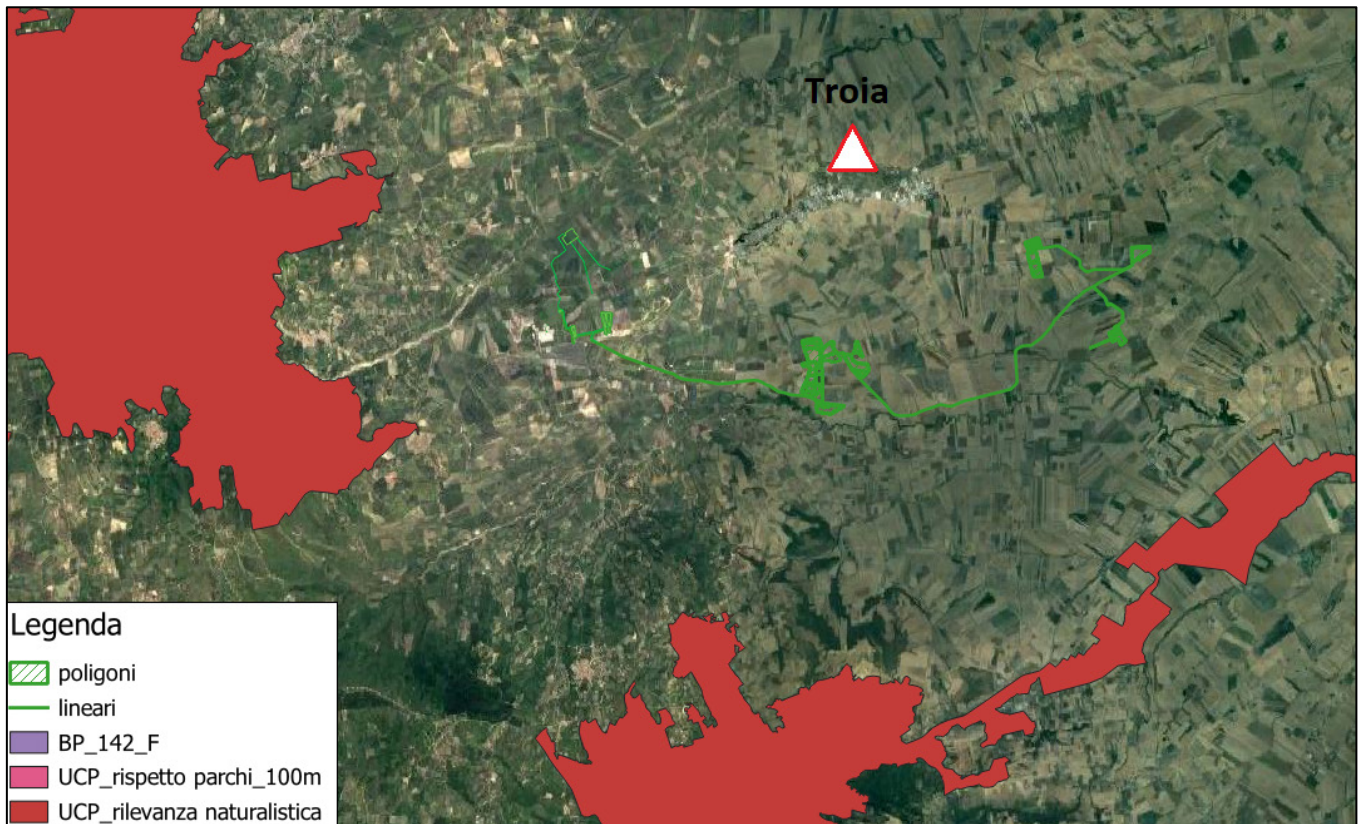 Troia
Legenda
poligoni
lineari
BP_142_F
UCP_rispetto parchi_100m
UCP_rilevanza naturalistica